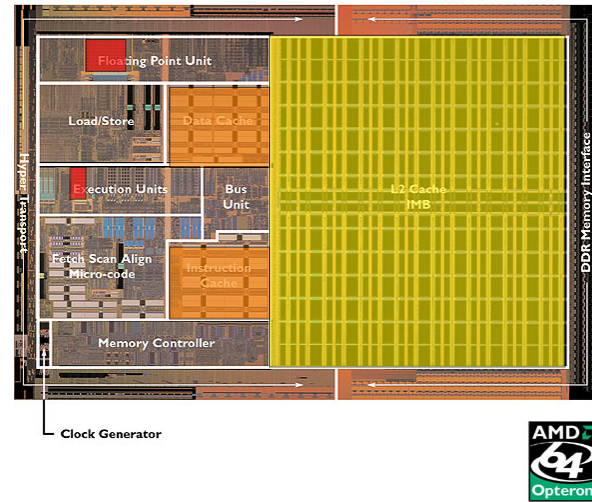 Floating Point Unit
Load/Store
Data Cache
Hyper Transport
Execution Units
Bus
Unit
L2 Cache
IMB
DDR Memory Interface
Fetch Scan Align
Micro-code
Instruction
Cache
Memory Controller
Clock Generator
AMD
64
Opteron